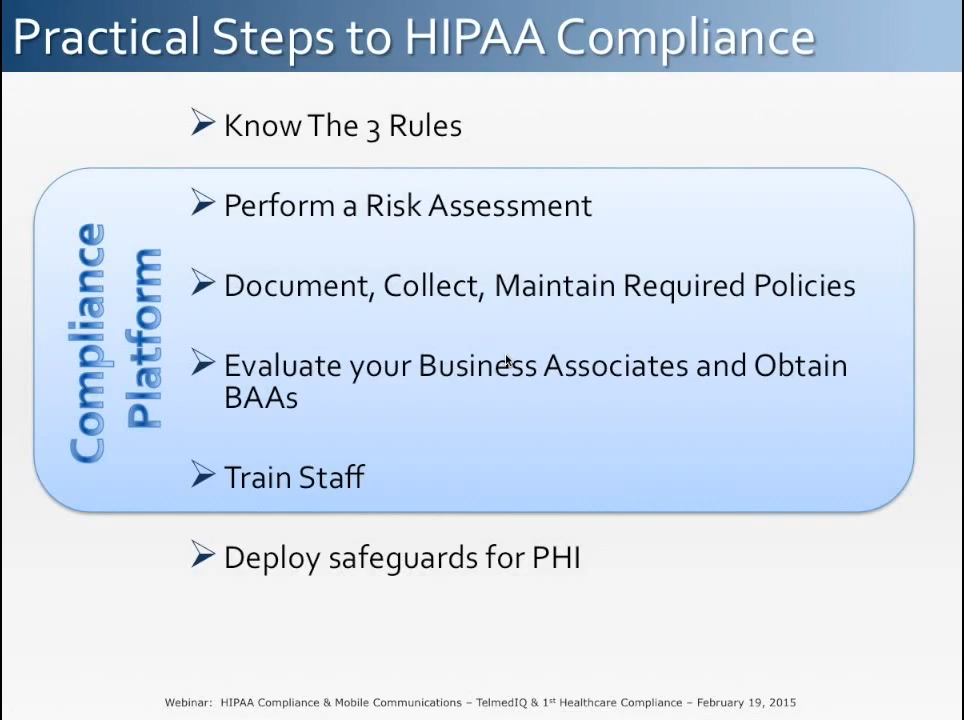 Practical Steps to HIPAA Compliance
Know The 3 Rules
Compliance
Platform
Perform a Risk Assessment
Document, Collect, Maintain Required Policies
Evaluate your Business Associates and Obtain
BAAs
Train Staff
Deploy safeguards for PHI
Webinar: HIPAA Compliance & Mobile Communications – TelmedIQ & 1st Healthcare Compliance – February 19, 2015